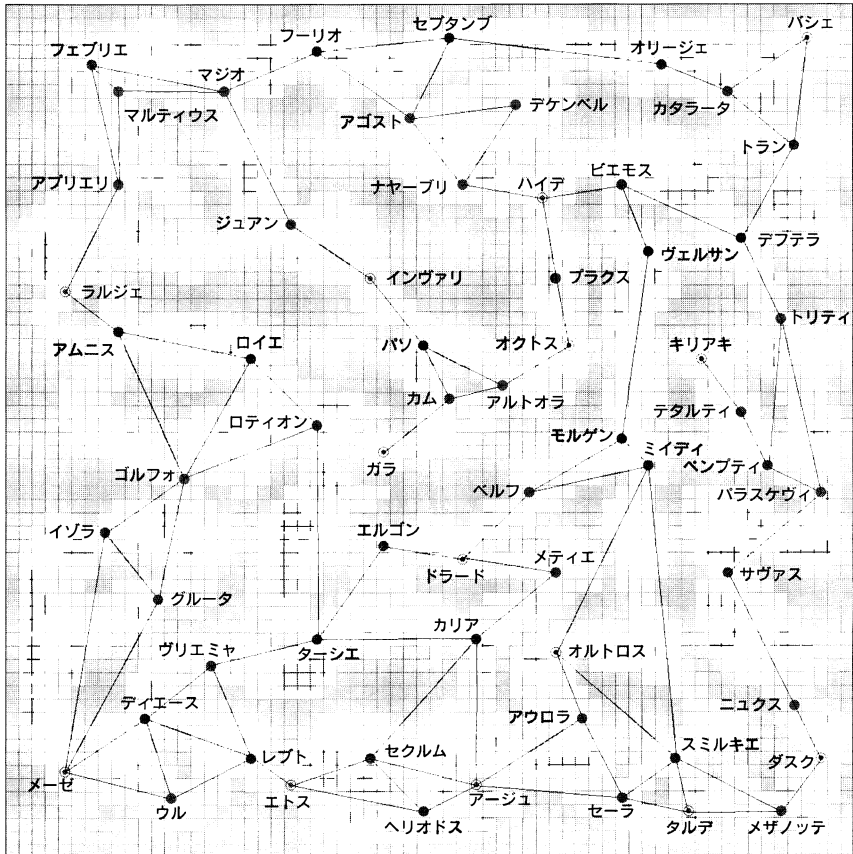 セプタンブ
バシェ
フーリオ
フェブリエ
オリージェ
マジオ
マルティウス
デケンベル
カタラータ
アゴスト
トラン
アプリエリ
ナヤーブリ
ハイデ
ビエモス
ジュアン
デフテラ
ヴェルサン
インヴァリ
プラクス
ラルジェ
トリティ
アムニス
ロイエ
パソ
オクトス
キリアキ
カム
アルトオラ
テタルティ
ロティオン
モルゲン
ミイディ
ガラ
ゴルフォ
ペンプティ
ベルフ
パラスケヴィ
イゾラ
エルゴン
ドラード
メティエ
サヴァス
グルータ
カリア
ヴリエミャ
ターシエ
オルトロス
ディエース
アウロラ
ニュクス
レプト
セクルム
スミルキエ
ダスク
メーゼ
ウル
エトス
アージュ
ヘリオドス
セーラ
タルデ
メザノッテ